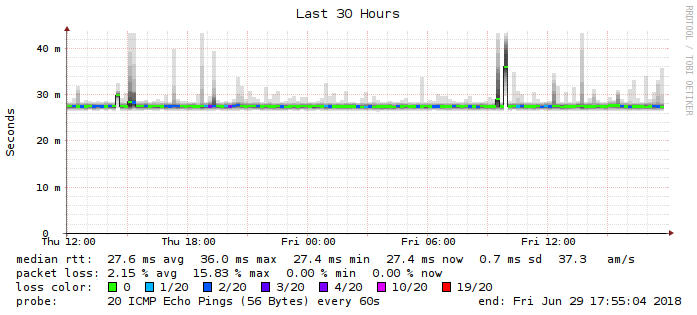 Last 30 Hours
RRDTOOL / TOBI OETIKER
Seconds
40 m
30 m
20 m
10 m
0
Thu 12:00 Thu 18:00 Fri 00:00 Fri 06:00 Fri 12:00
median rtt: 27.6 ms avg 36.0 ms max 27.4 ms min 27.4 ms now 0.7 ms sd 37.3 am/s
packet loss: 2.15 % avg 15.83 % max 0.00 % min 0.00 % now
loss color: 0 1/20 2/20 3/20 4/20 10/20 19/20
probe: 20 ICMP Echo Pings (56 Bytes) every 60s end: Fri Jun 29 17:55:04 2018